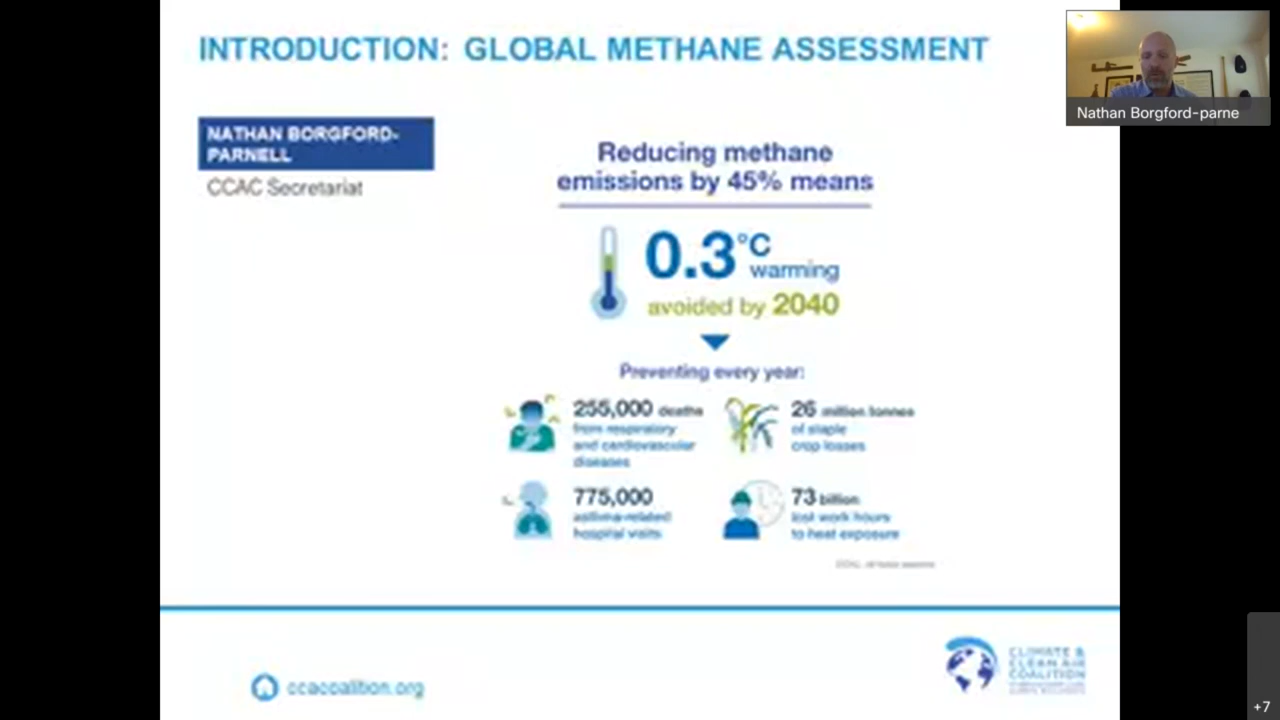 INTRODUCTION: GLOBAL METHANE ASSESSMENT
Nathan Borgford-parne
NATHAN BORGFORD-
PARNELL
CCAC Secretariat
Reducing methane
emissions by 45% means
0.3°C
warming
avoided by 2040
Preventing every year:
255,000 deaths
from respiratory
and cardiovascular
diseases
26 million tonnes
of staple
crop losses
775,000
asthma-related
hospital visits
73 billion
lost work hours
to heat exposure
ccacoalition.org
CLIMATE &
CLEAN AIR
COALITION
+7